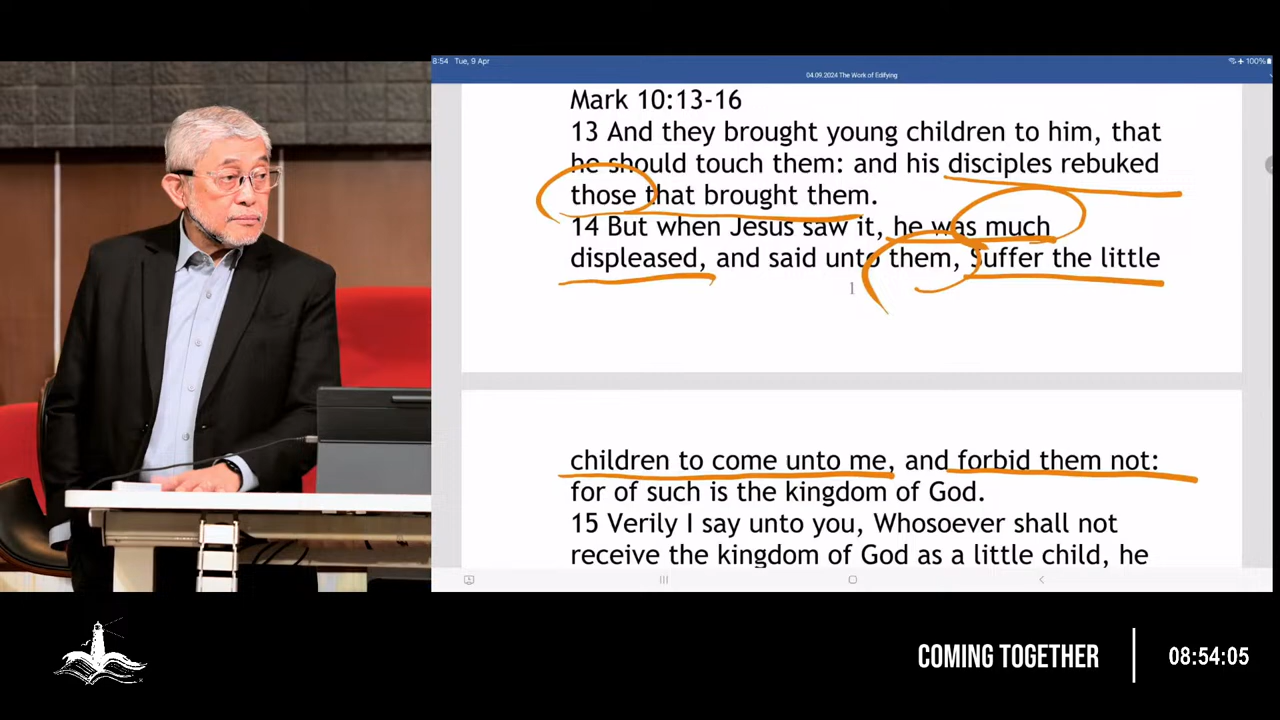 8:54 Tue, 9 Apr
100%
04.09.2024 The Work of Edifying
Mark 10:13-16
13 And they brought young children to him, that
he should touch them: and his disciples rebuked
those that brought them.
14 But when Jesus saw it, he was much
displeased, and said unto them, Suffer the little
1
children to come unto me, and forbid them not:
for of such is the kingdom of God.
15 Verily I say unto you, Whosoever shall not
receive the kingdom of God as a little child, he
COMING TOGETHER
08:54:05